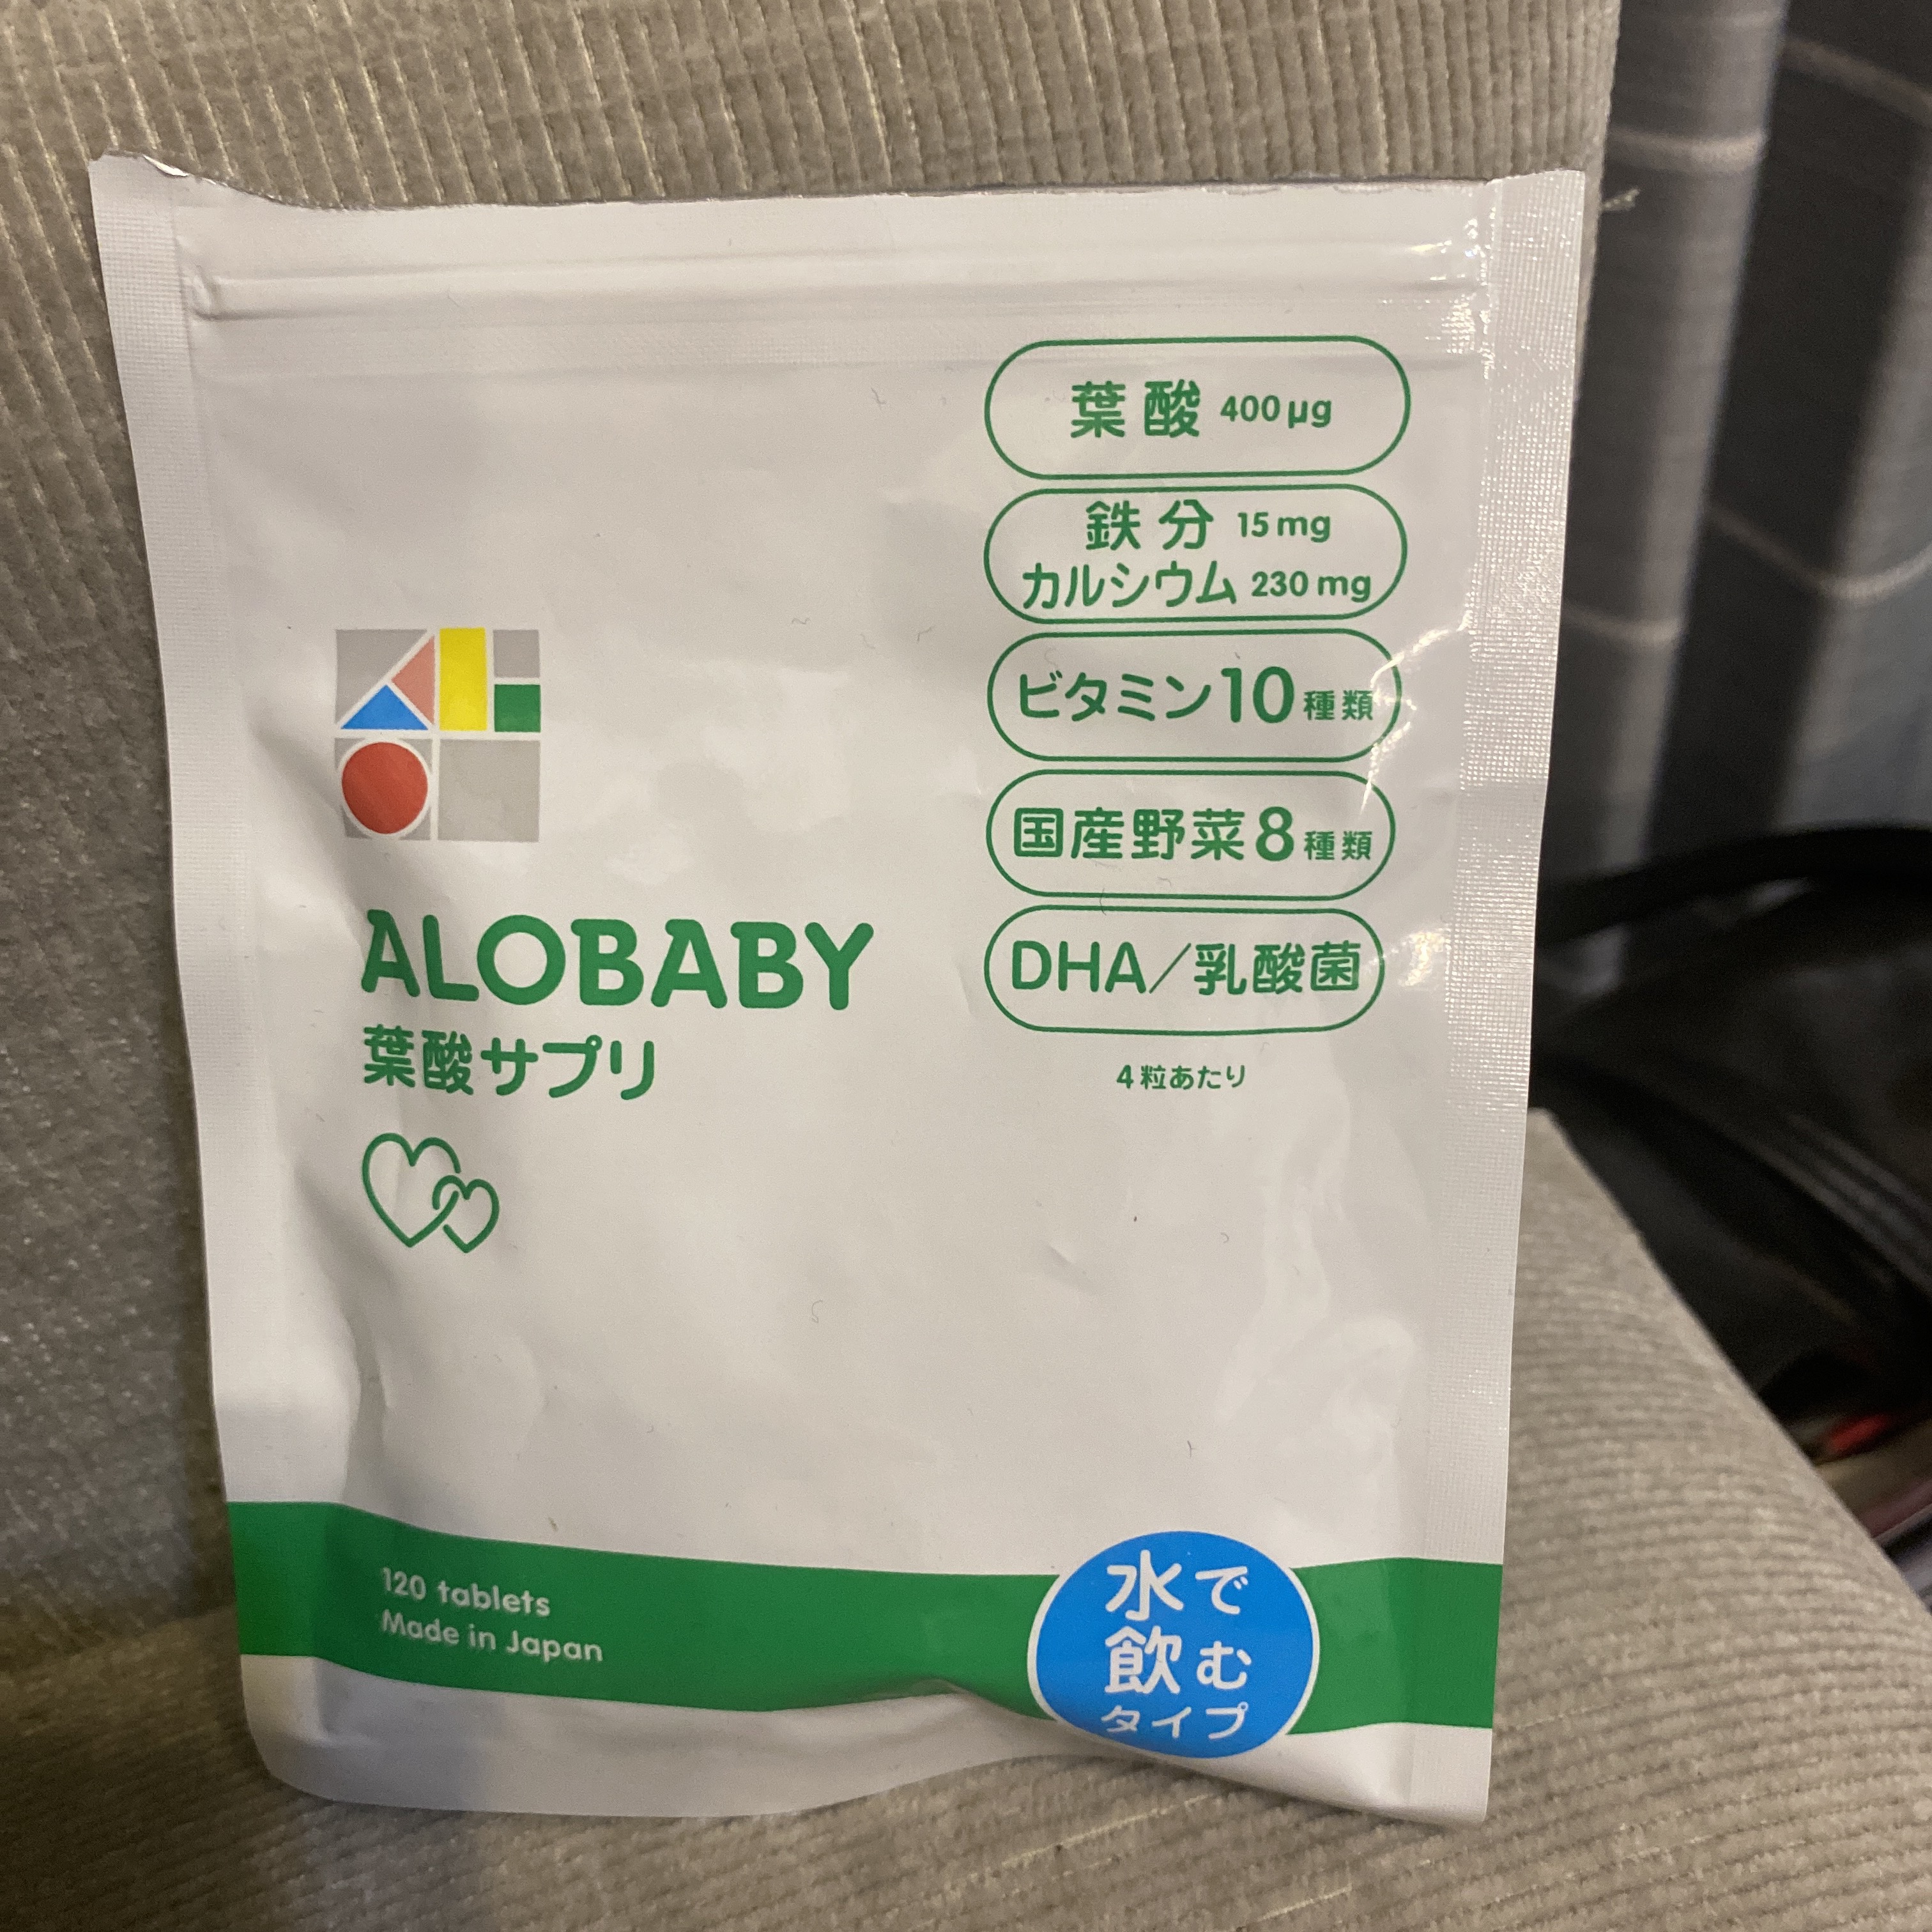 葉酸 400μg
鉄分 15mg
カルシウム 230mg
ビタミン10種類
国産野菜8種類
DHA/乳酸菌
4粒あたり
ALOBABY
葉酸サプリ
120 tablets
Made in Japan
水で
飲む
タイプ